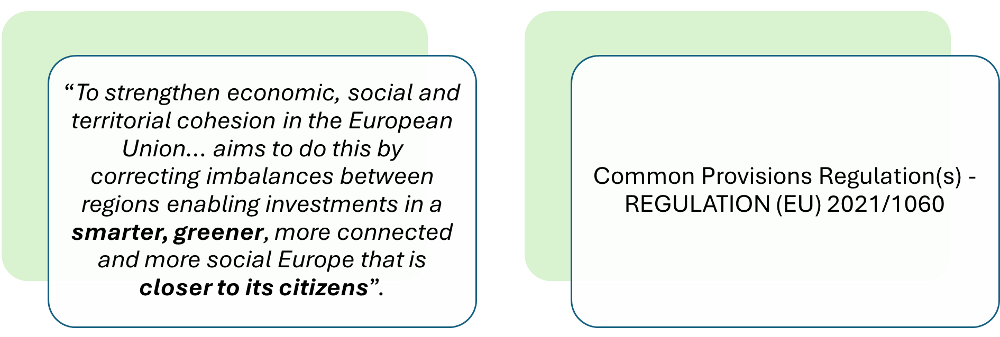 “To strengthen economic, social and
territorial cohesion in the European
Union… aims to do this by
correcting imbalances between
regions enabling investments in a
smarter, greener, more connected
and more social Europe that is
closer to its citizens”.
Common Provisions Regulation(s) -
REGULATION (EU) 2021/1060